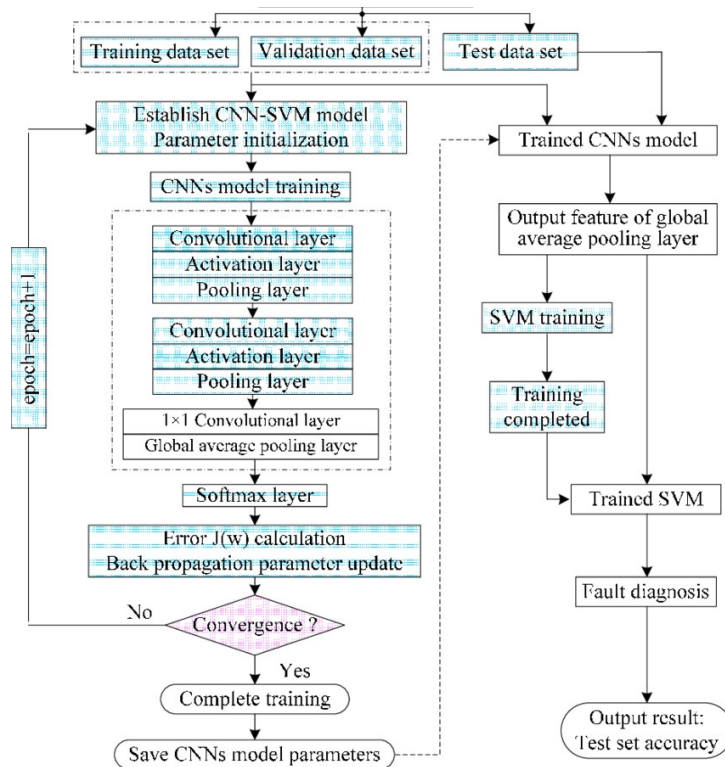 Training data set
Validation data set
Test data set
Establish CNN-SVM model
Parameter initialization
CNNs model training
Convolutional layer
Activation layer
Pooling layer
Convolutional layer
Activation layer
Pooling layer
1×1 Convolutional layer
Global average pooling layer
Softmax layer
Error J(w) calculation
Back propagation parameter update
Convergence ?
No
Yes
epoch=epoch+1
Complete training
Save CNNs model parameters
Trained CNNs model
Output feature of global
average pooling layer
SVM training
Training
completed
Trained SVM
Fault diagnosis
Output result:
Test set accuracy